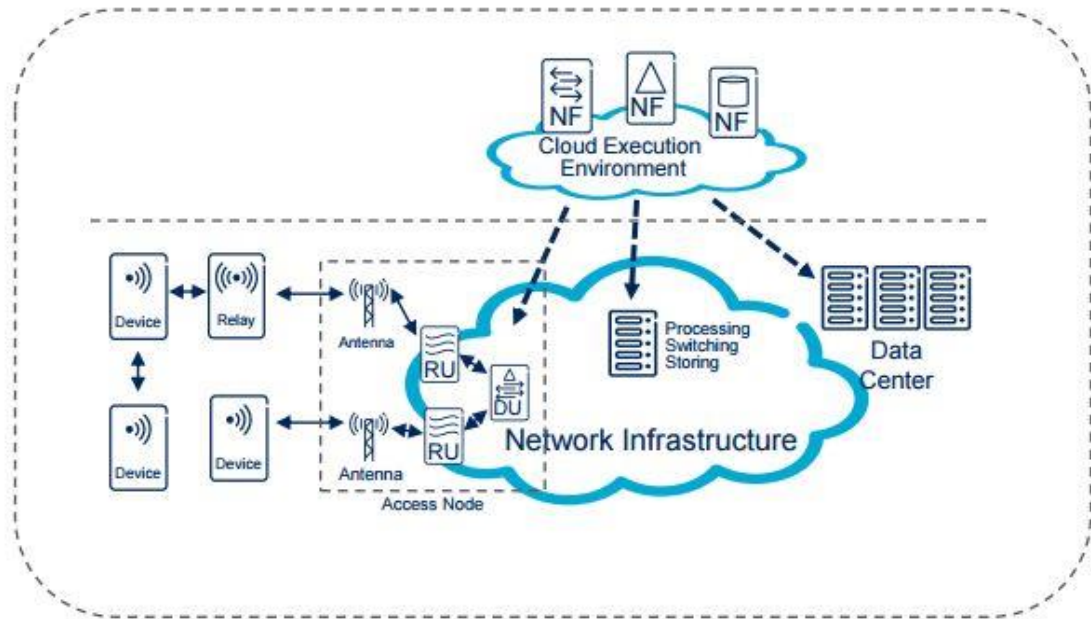 NF
NF
NF
Cloud Execution
Environment
Device
Relay
Antenna
RU
DU
Processing
Switching
Storing
Data
Center
Device
Device
Antenna
RU
Network Infrastructure
Access Node